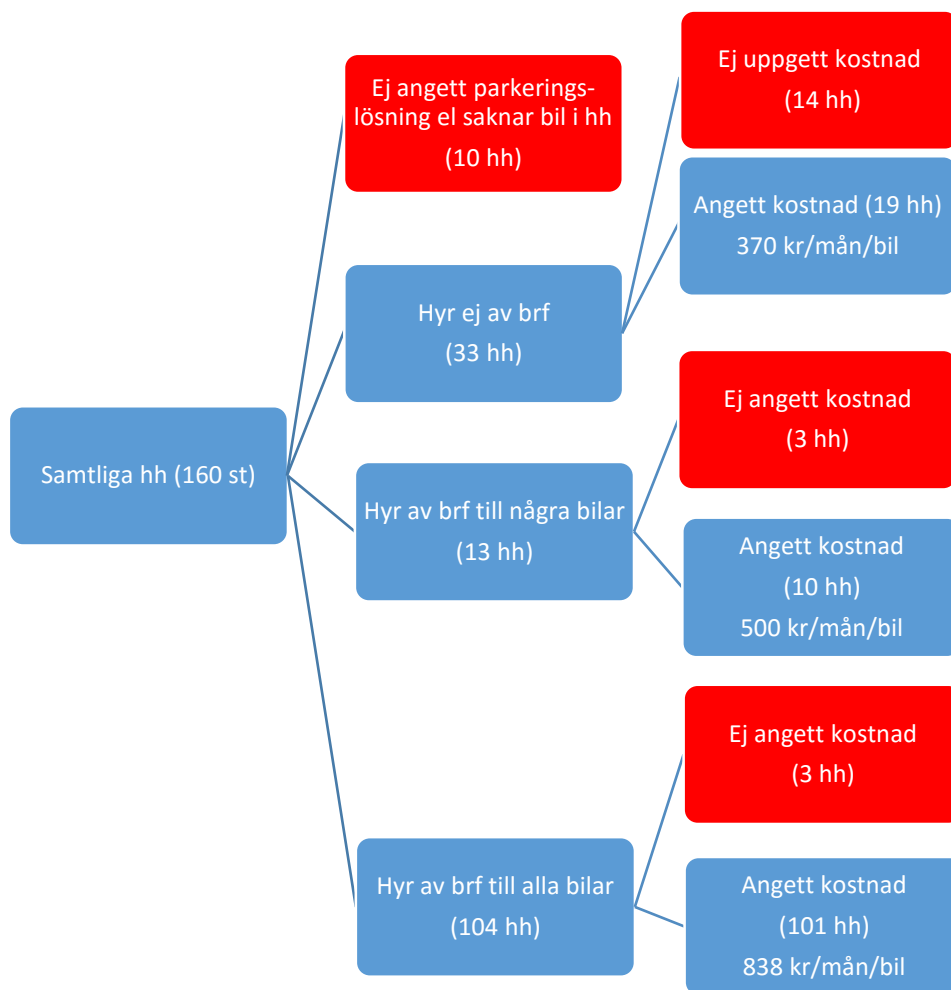 Samtliga hh (160 st)
Ej angett parkerings-
lösning el saknar bil i hh
(10 hh)
Hyr ej av brf
(33 hh)
Ej uppgett kostnad
(14 hh)
Angett kostnad (19 hh)
370 kr/mån/bil
Hyr av brf till några bilar
(13 hh)
Ej angett kostnad
(3 hh)
Angett kostnad
(10 hh)
500 kr/mån/bil
Hyr av brf till alla bilar
(104 hh)
Ej angett kostnad
(3 hh)
Angett kostnad
(101 hh)
838 kr/mån/bil